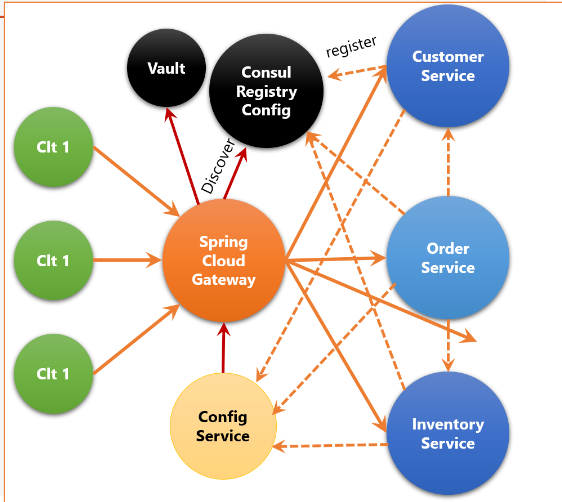 Vault
Consul
Registry
Config
register
Customer
Service
Clt 1
Discover
Clt 1
Spring
Cloud
Gateway
Order
Service
Clt 1
Config
Service
Inventory
Service